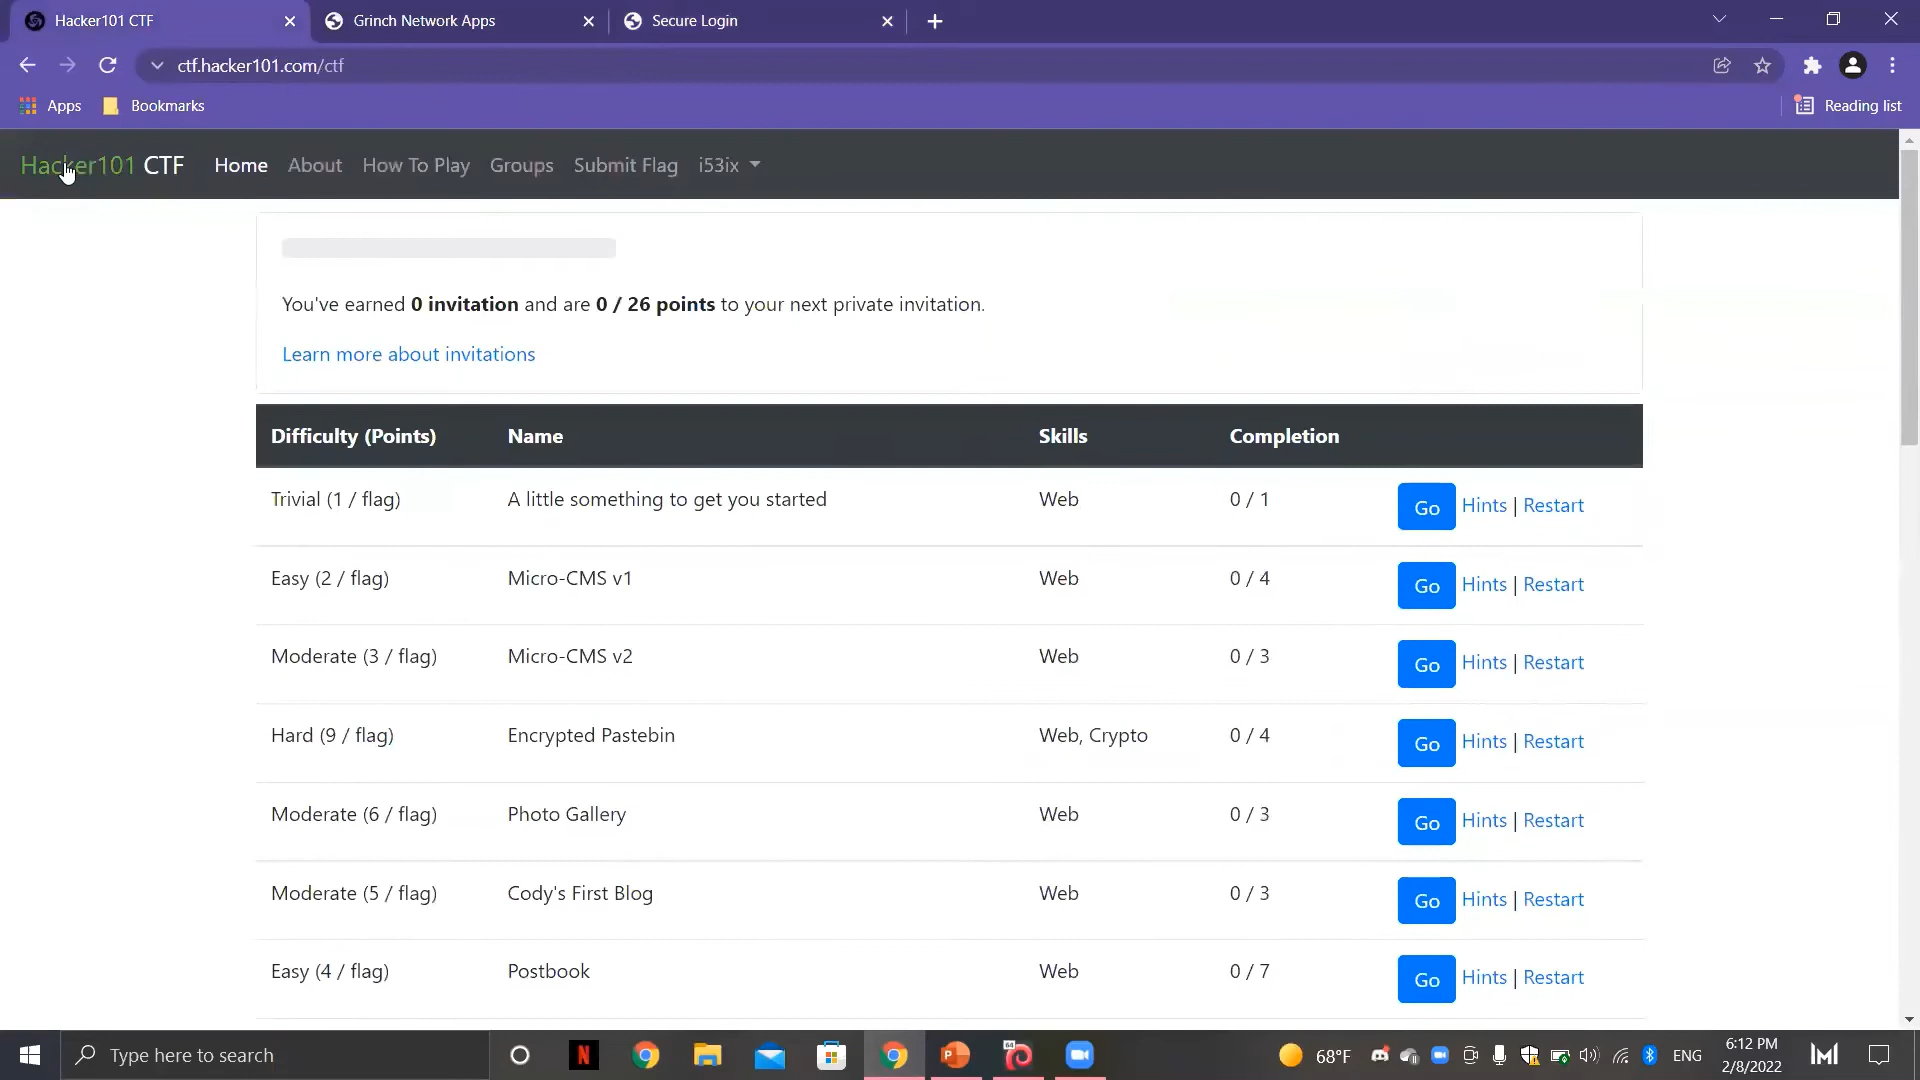 Hacker101 CTF
Grinch Network Apps
Secure Login
ctf.hacker101.com/ctf
Apps
Bookmarks
Reading list
Hacker101 CTF Home About How To Play Groups Submit Flag i53ix
You've earned 0 invitation and are 0 / 26 points to your next private invitation.
Learn more about invitations
Difficulty (Points) Name Skills Completion
Trivial (1 / flag) A little something to get you started Web 0 / 1 Go Hints | Restart
Easy (2 / flag) Micro-CMS v1 Web 0 / 4 Go Hints | Restart
Moderate (3 / flag) Micro-CMS v2 Web 0 / 3 Go Hints | Restart
Hard (9 / flag) Encrypted Pastebin Web, Crypto 0 / 4 Go Hints | Restart
Moderate (6 / flag) Photo Gallery Web 0 / 3 Go Hints | Restart
Moderate (5 / flag) Cody's First Blog Web 0 / 3 Go Hints | Restart
Easy (4 / flag) Postbook Web 0 / 7 Go Hints | Restart
Type here to search
N
P
64
68°F
ENG
6:12 PM
2/8/2022